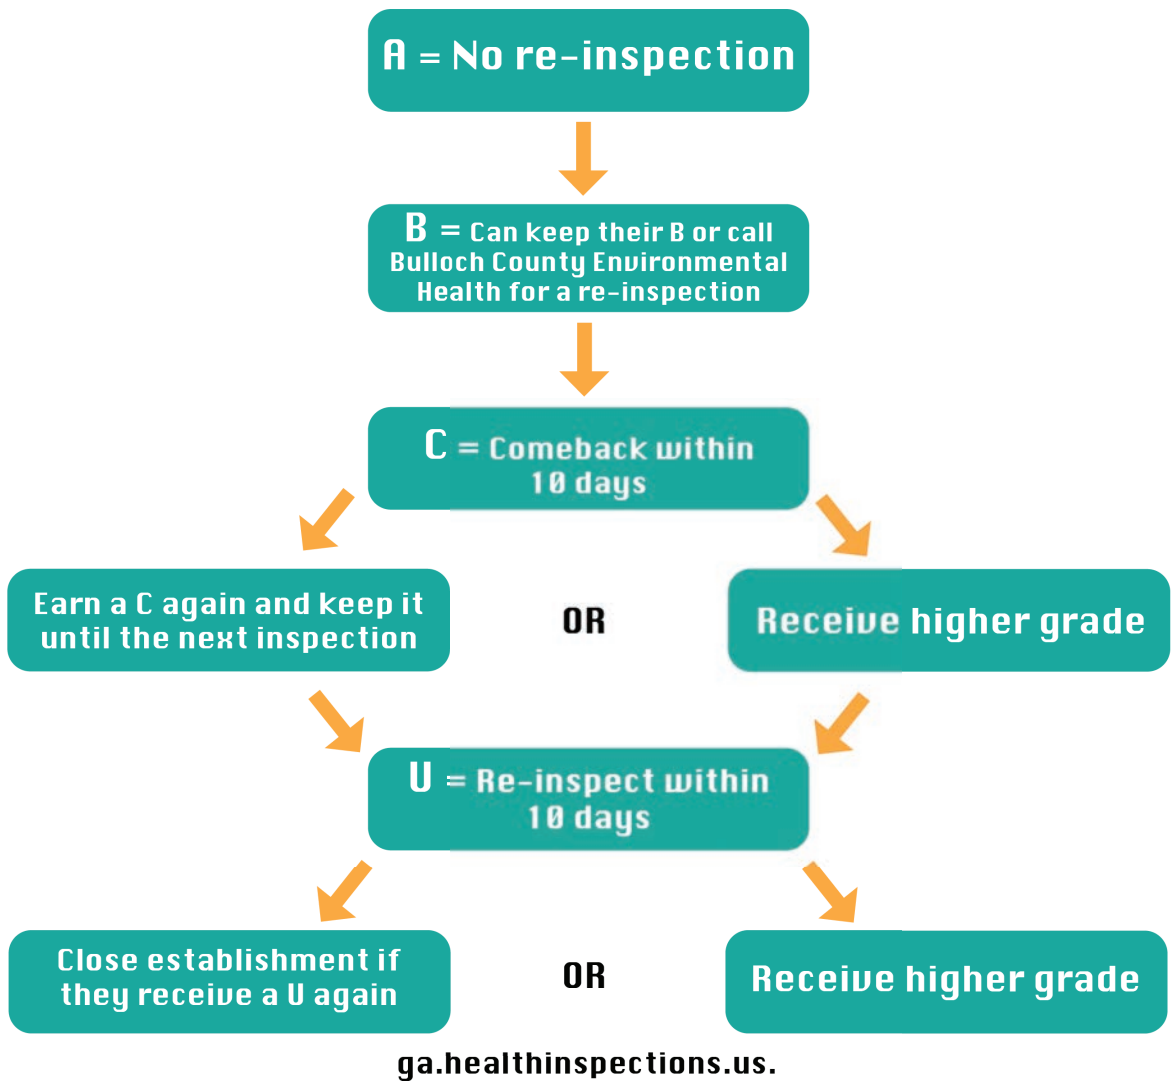 A = No re-inspection
B = Can keep their B or call
Bulloch County Environmental
Health for a re-inspection
C = Comeback within
10 days
Earn a C again and keep it
until the next inspection
OR
Receive higher grade
U = Re-inspect within
10 days
Close establishment if
they receive a U again
OR
Receive higher grade
ga.healthinspections.us.